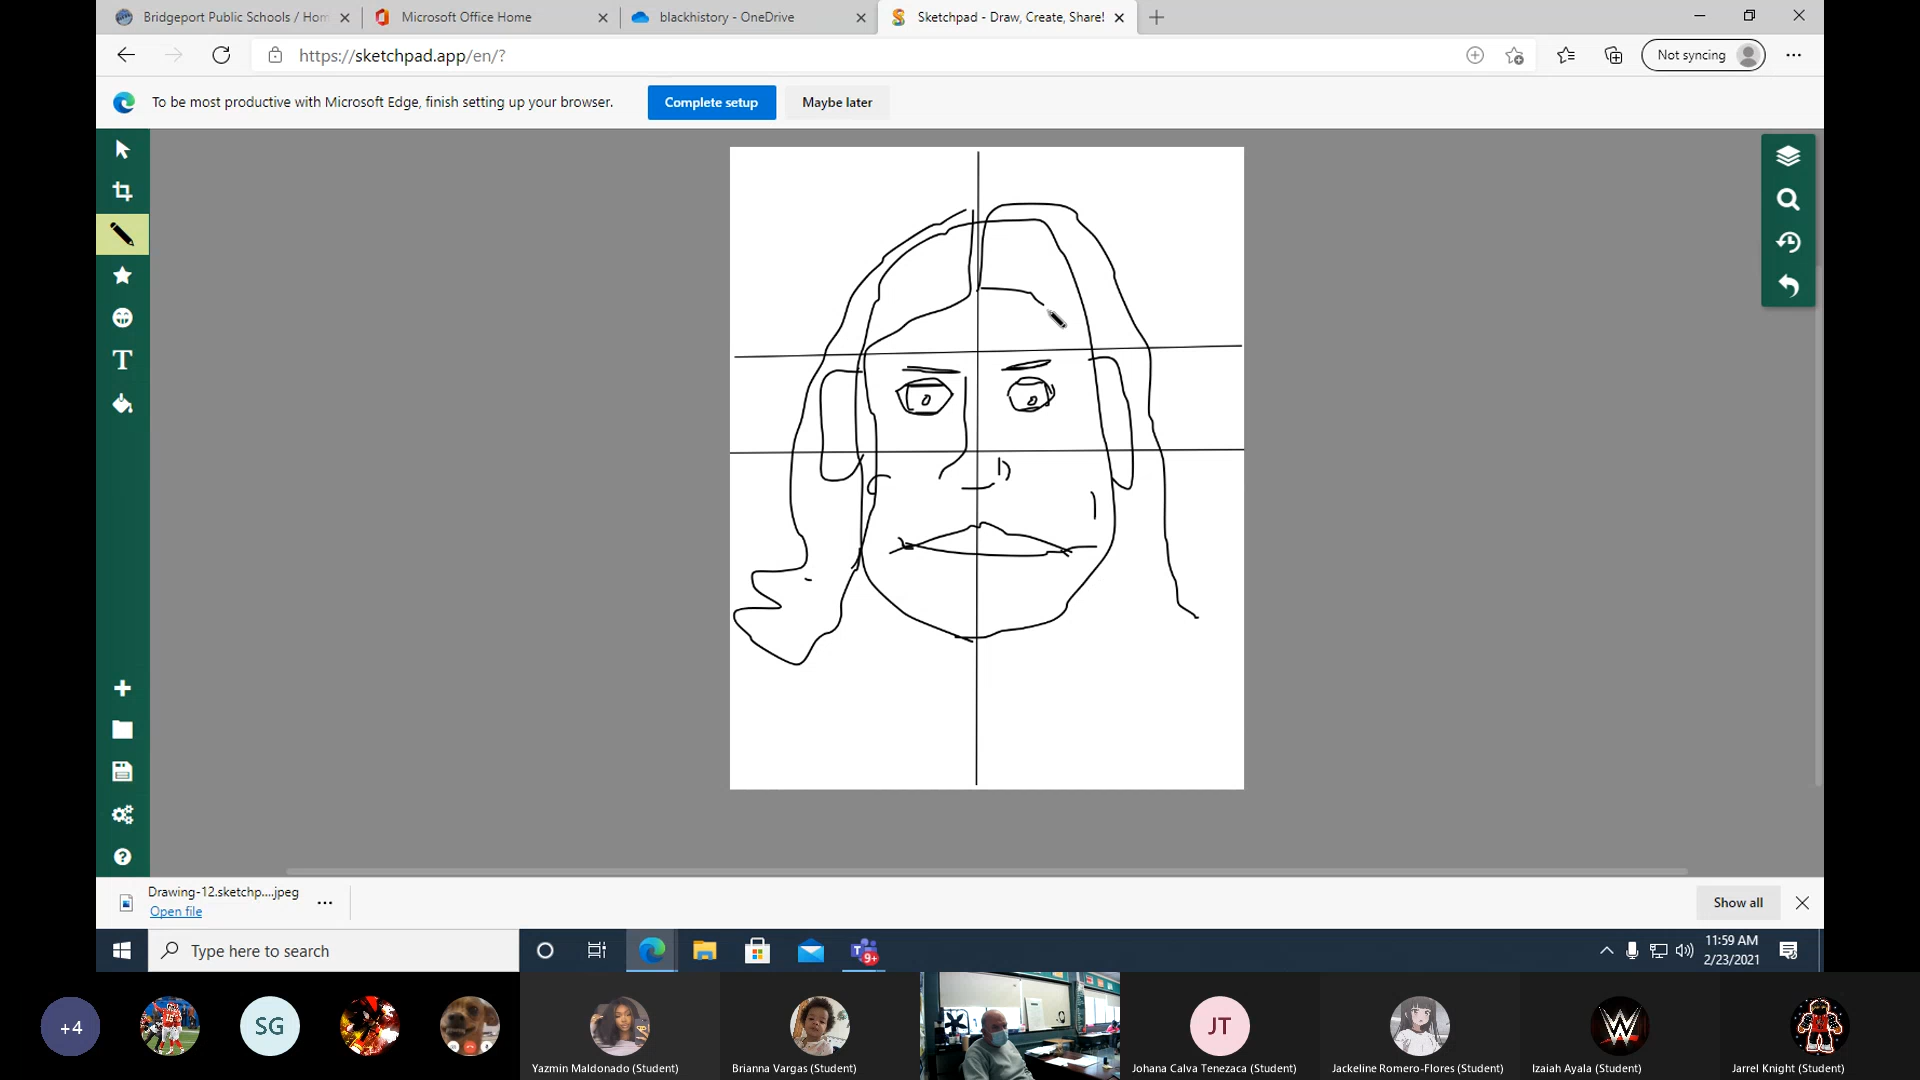 Bridgeport Public Schools / Hom
Microsoft Office Home
blackhistory - OneDrive
Sketchpad - Draw, Create, Share!
https://sketchpad.app/en/?
Not syncing
To be most productive with Microsoft Edge, finish setting up your browser.
Complete setup
Maybe later
T
Drawing-12.sketchp....jpeg
Open file
Show all
Type here to search
9+
11:59 AM
2/23/2021
+4
SG
JT
W
Yazmin Maldonado (Student)
Brianna Vargas (Student)
Johana Calva Tenezaca (Student)
Jackeline Romero-Flores (Student)
Izaiah Ayala (Student)
Jarrel Knight (Student)